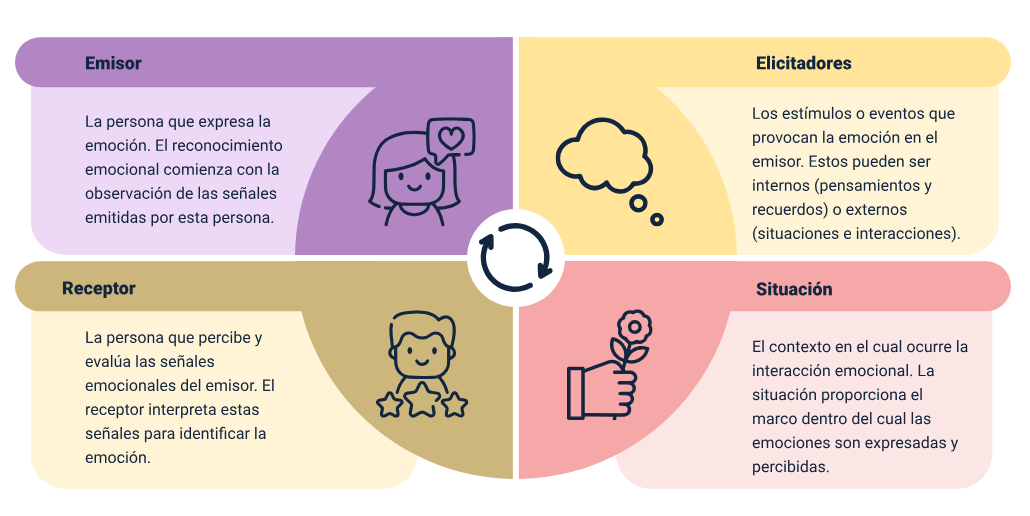 Emisor
La persona que expresa la
emoción. El reconocimiento
emocional comienza con la
observación de las señales
emitidas por esta persona.
Elicitadores
Los estímulos o eventos que
provocan la emoción en el
emisor. Estos pueden ser
internos (pensamientos y
recuerdos) o externos
(situaciones e interacciones).
Receptor
La persona que percibe y
evalúa las señales
emocionales del emisor. El
receptor interpreta estas
señales para identificar la
emoción.
Situación
El contexto en el cual ocurre la
interacción emocional. La
situación proporciona el
marco dentro del cual las
emociones son expresadas y
percibidas.